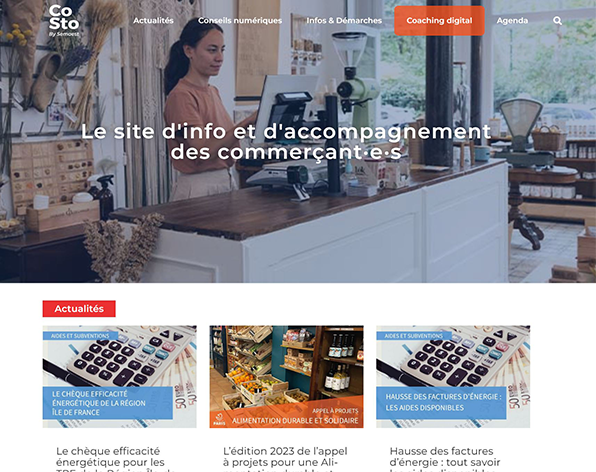 Co
Sto
By Semaest
Actualités
Conseils numériques
Infos & Démarches
Coaching digital
Agenda
Le site d'info et d'accompagnement
des commerçant·e·s
Actualités
AIDES ET SUBVENTIONS
LE CHÈQUE EFFICACITÉ
ÉNERGÉTIQUE DE LA RÉGION
ÎLE DE FRANCE
PARIS
APPEL À PROJETS
ALIMENTATION DURABLE ET SOLIDAIRE
AIDES ET SUBVENTIONS
HAUSSE DES FACTURES D'ÉNERGIE :
LES AIDES DISPONIBLES
Le chèque efficacité
énergétique pour les
L'édition 2023 de l'appel
à projets pour une Ali-
Hausse des factures
d'énergie : tout savoir